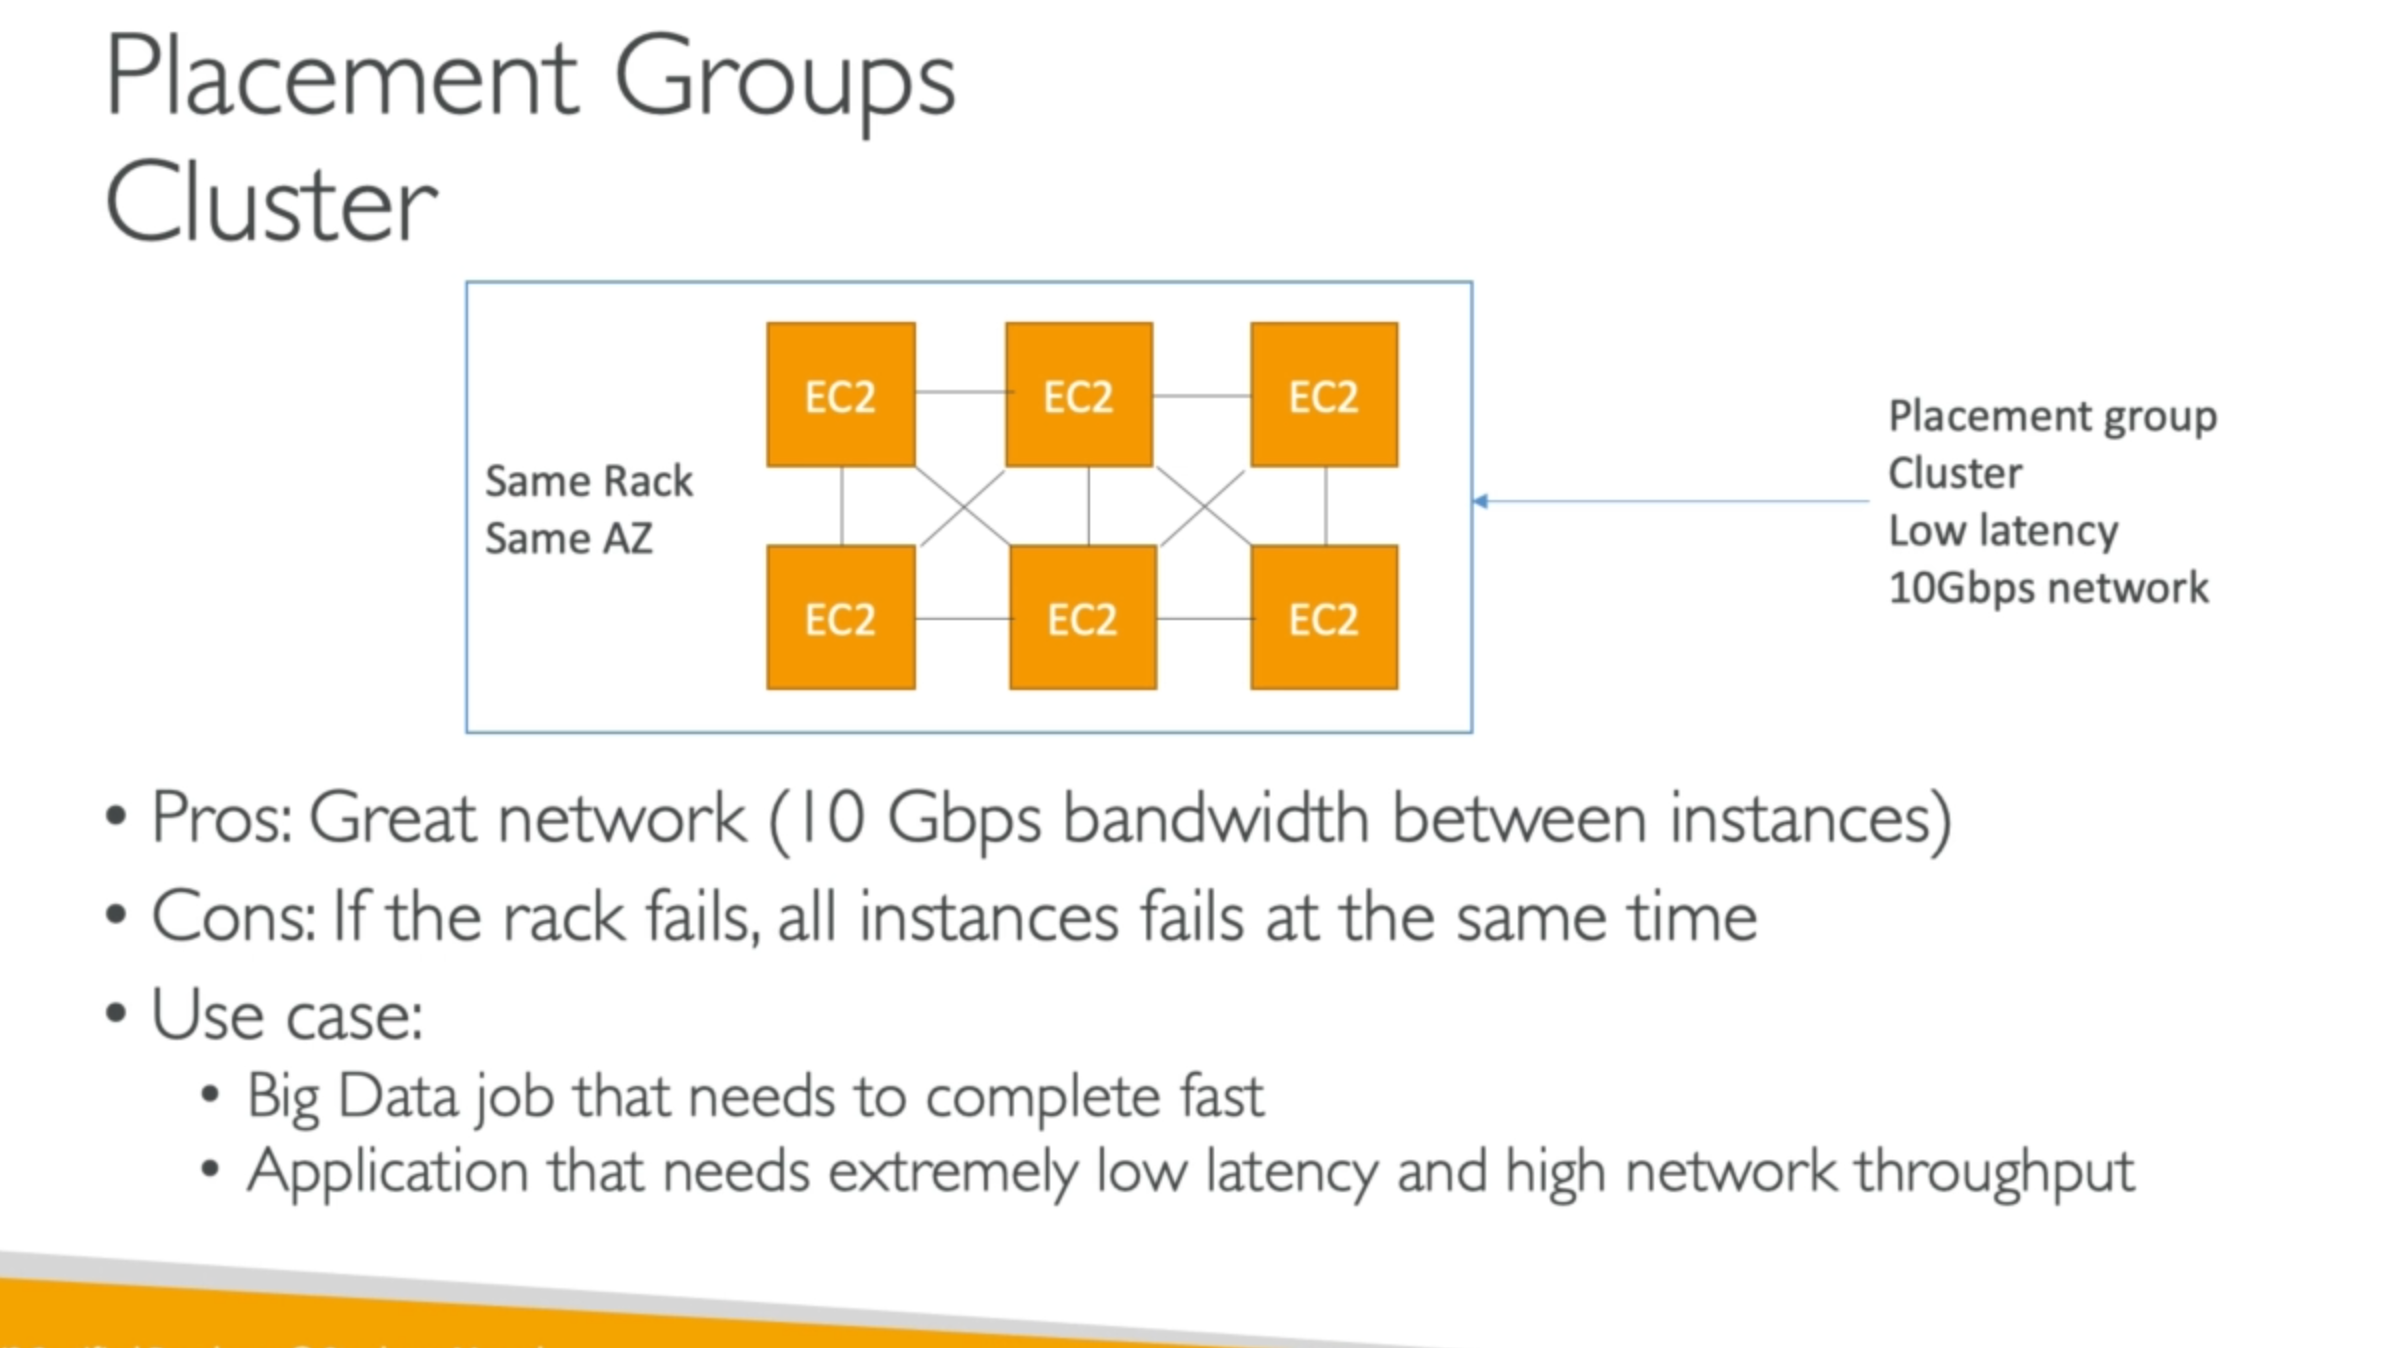 Placement Groups
Cluster
EC2 EC2 EC2
Same Rack
Same AZ
EC2 EC2 EC2
Placement group
Cluster
Low latency
10Gbps network
• Pros: Great network (10 Gbps bandwidth between instances)
• Cons: If the rack fails, all instances fails at the same time
• Use case:
• Big Data job that needs to complete fast
• Application that needs extremely low latency and high network throughput